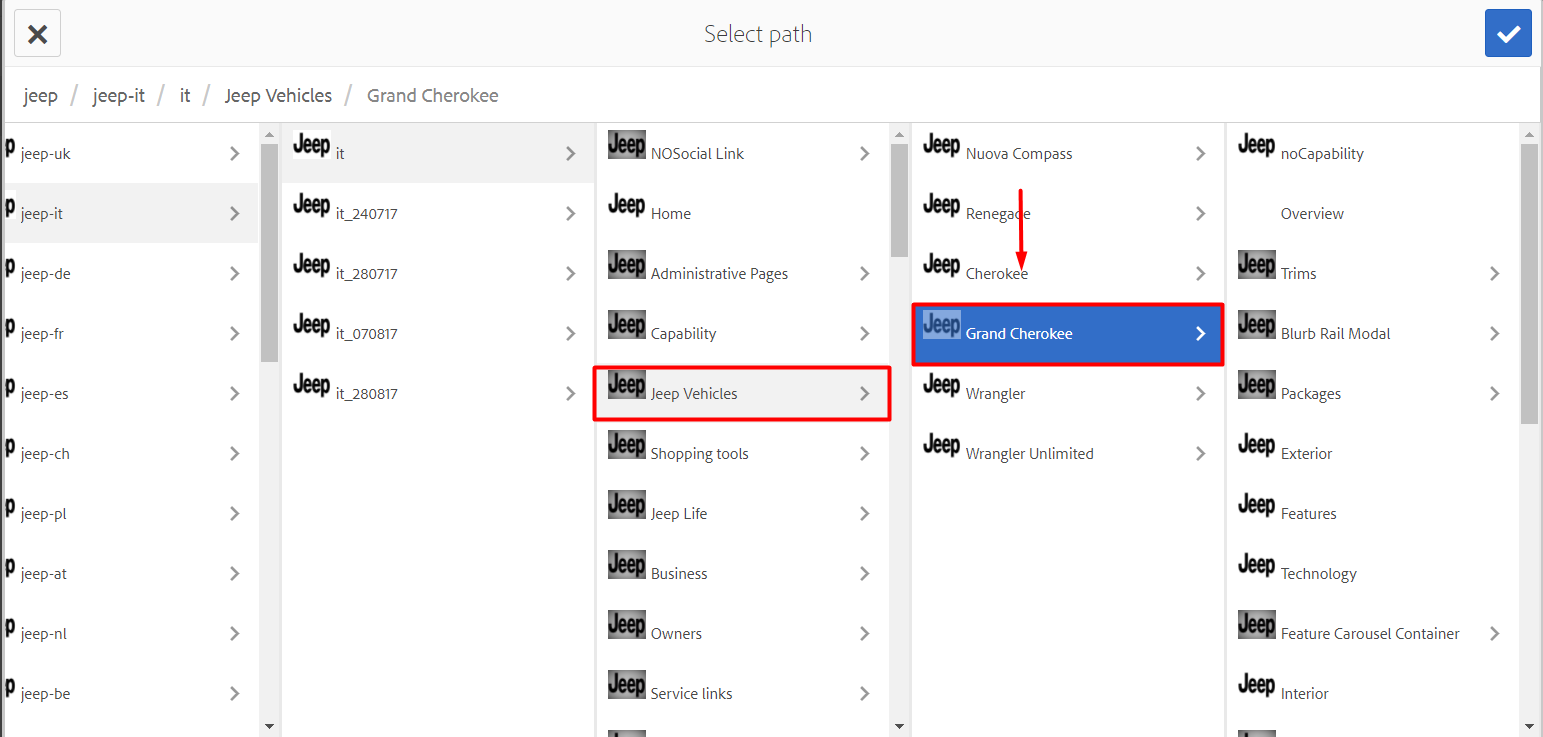 Select path
jeep / jeep-it / it / Jeep Vehicles / Grand Cherokee
jeep-uk
jeep-it
jeep-de
jeep-fr
jeep-es
jeep-ch
jeep-pl
jeep-at
jeep-nl
jeep-be
Jeep it
Jeep it_240717
Jeep it_280717
Jeep it_070817
Jeep it_280817
Jeep NOSocial Link
Jeep Home
Jeep Administrative Pages
Jeep Capability
Jeep Jeep Vehicles
Jeep Shopping tools
Jeep Jeep Life
Jeep Business
Jeep Owners
Jeep Service links
Jeep Nuova Compass
Jeep Renegade
Jeep Cherokee
Jeep Grand Cherokee
Jeep Wrangler
Jeep Wrangler Unlimited
Jeep noCapability
Overview
Jeep Trims
Jeep Blurb Rail Modal
Jeep Packages
Jeep Exterior
Jeep Features
Jeep Technology
Jeep Feature Carousel Container
Jeep Interior